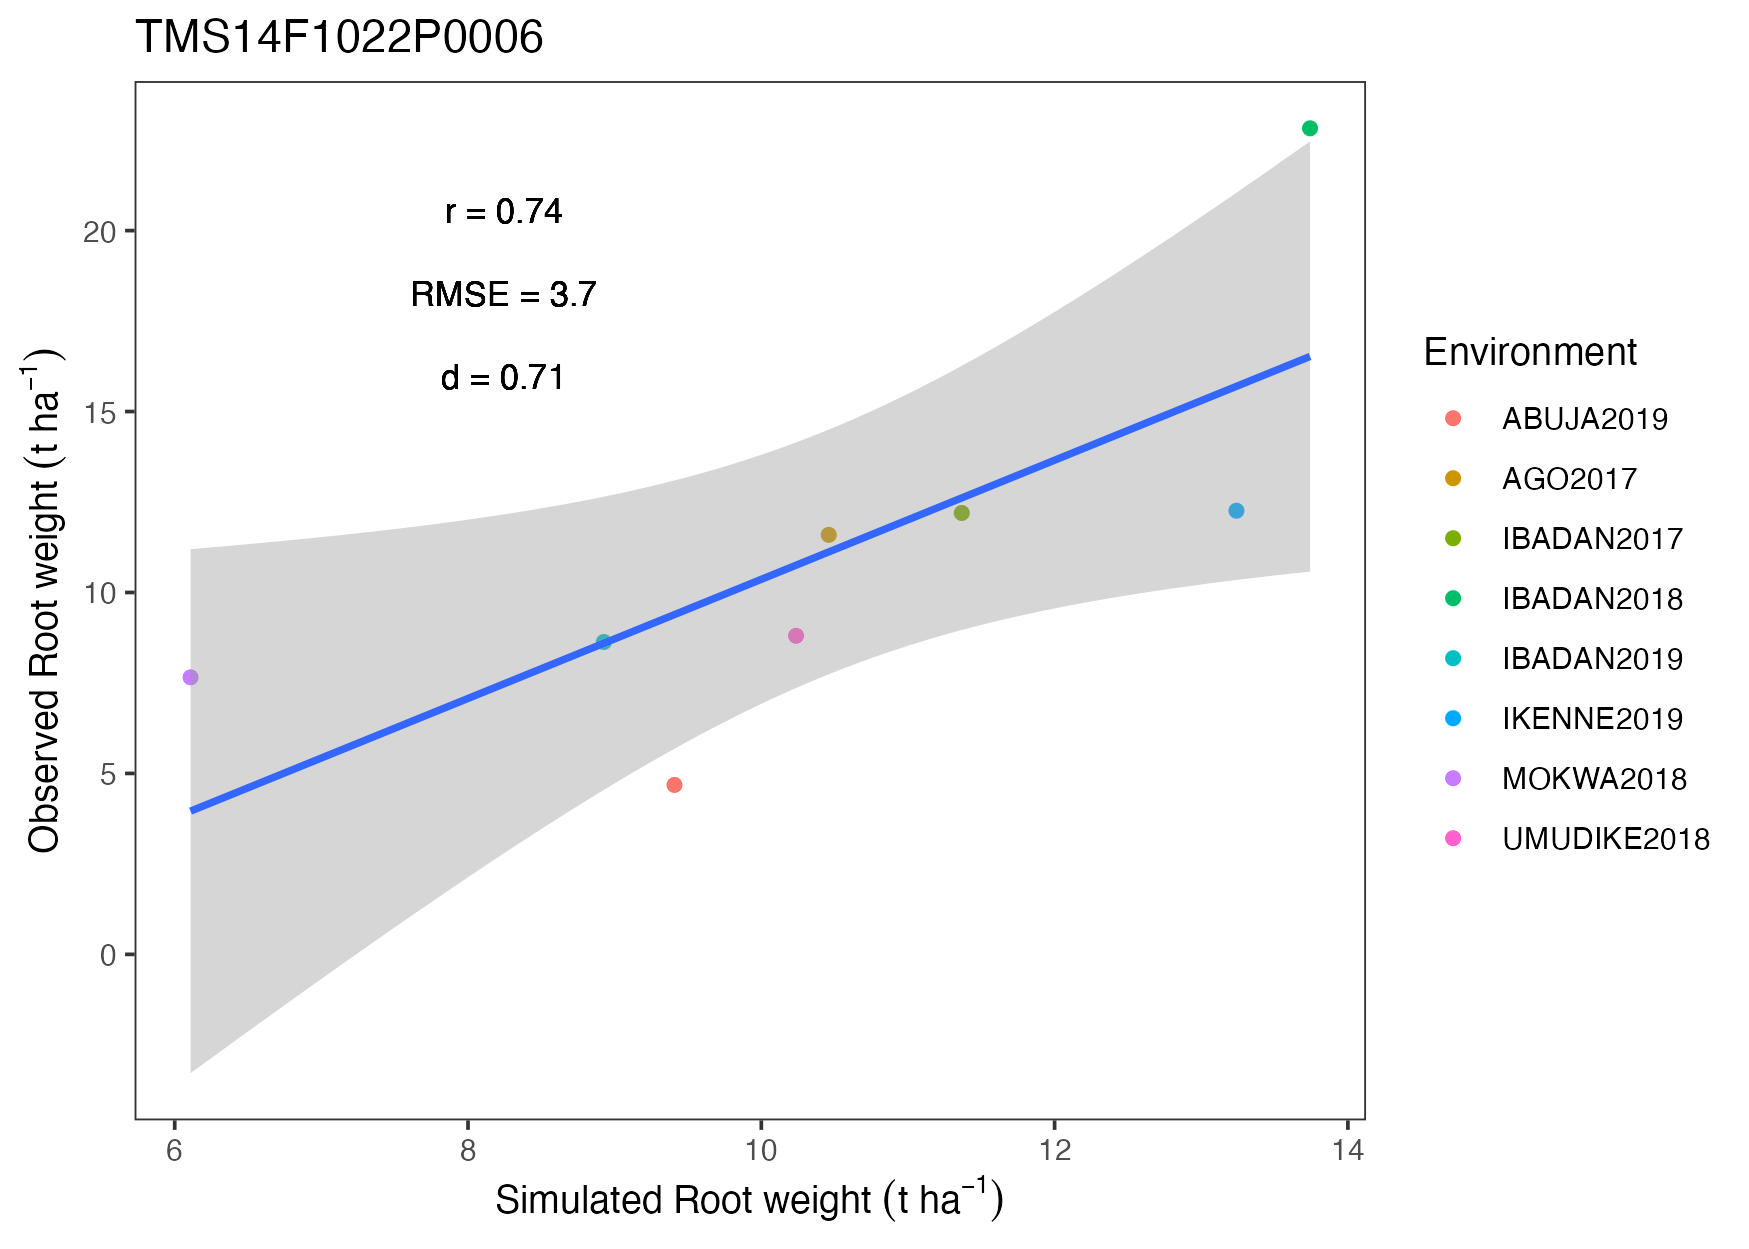 TMS14F1022P0006
r = 0.74
RMSE = 3.7
d = 0.71
20
15
10
5
0
Observed Root weight (t ha⁻¹)
6 8 10 12 14
Simulated Root weight (t ha⁻¹)
Environment
ABUJA2019
AGO2017
IBADAN2017
IBADAN2018
IBADAN2019
IKENNE2019
MOKWA2018
UMUDIKE2018